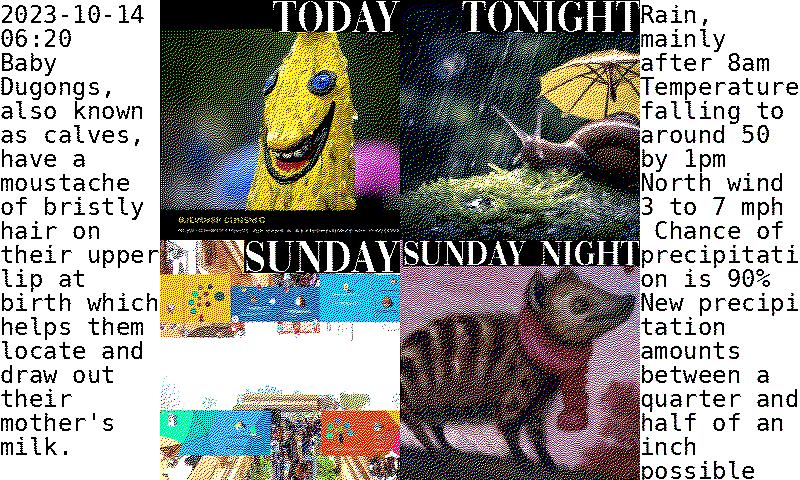 2023-10-14
06:20
Baby
Dugongs,
also known
as calves,
have a
moustache
of bristly
hair on
their upper
lip at
birth which
helps them
locate and
draw out
their
mother's
milk.
TODAY
TONIGHT
SUNDAY
SUNDAY NIGHT
Rain,
mainly
after 8am
Temperature
falling to
around 50
by 1pm
North wind
3 to 7 mph
Chance of
precipitati
on is 90%
New precipi
tation
amounts
between a
quarter and
half of an
inch
possible